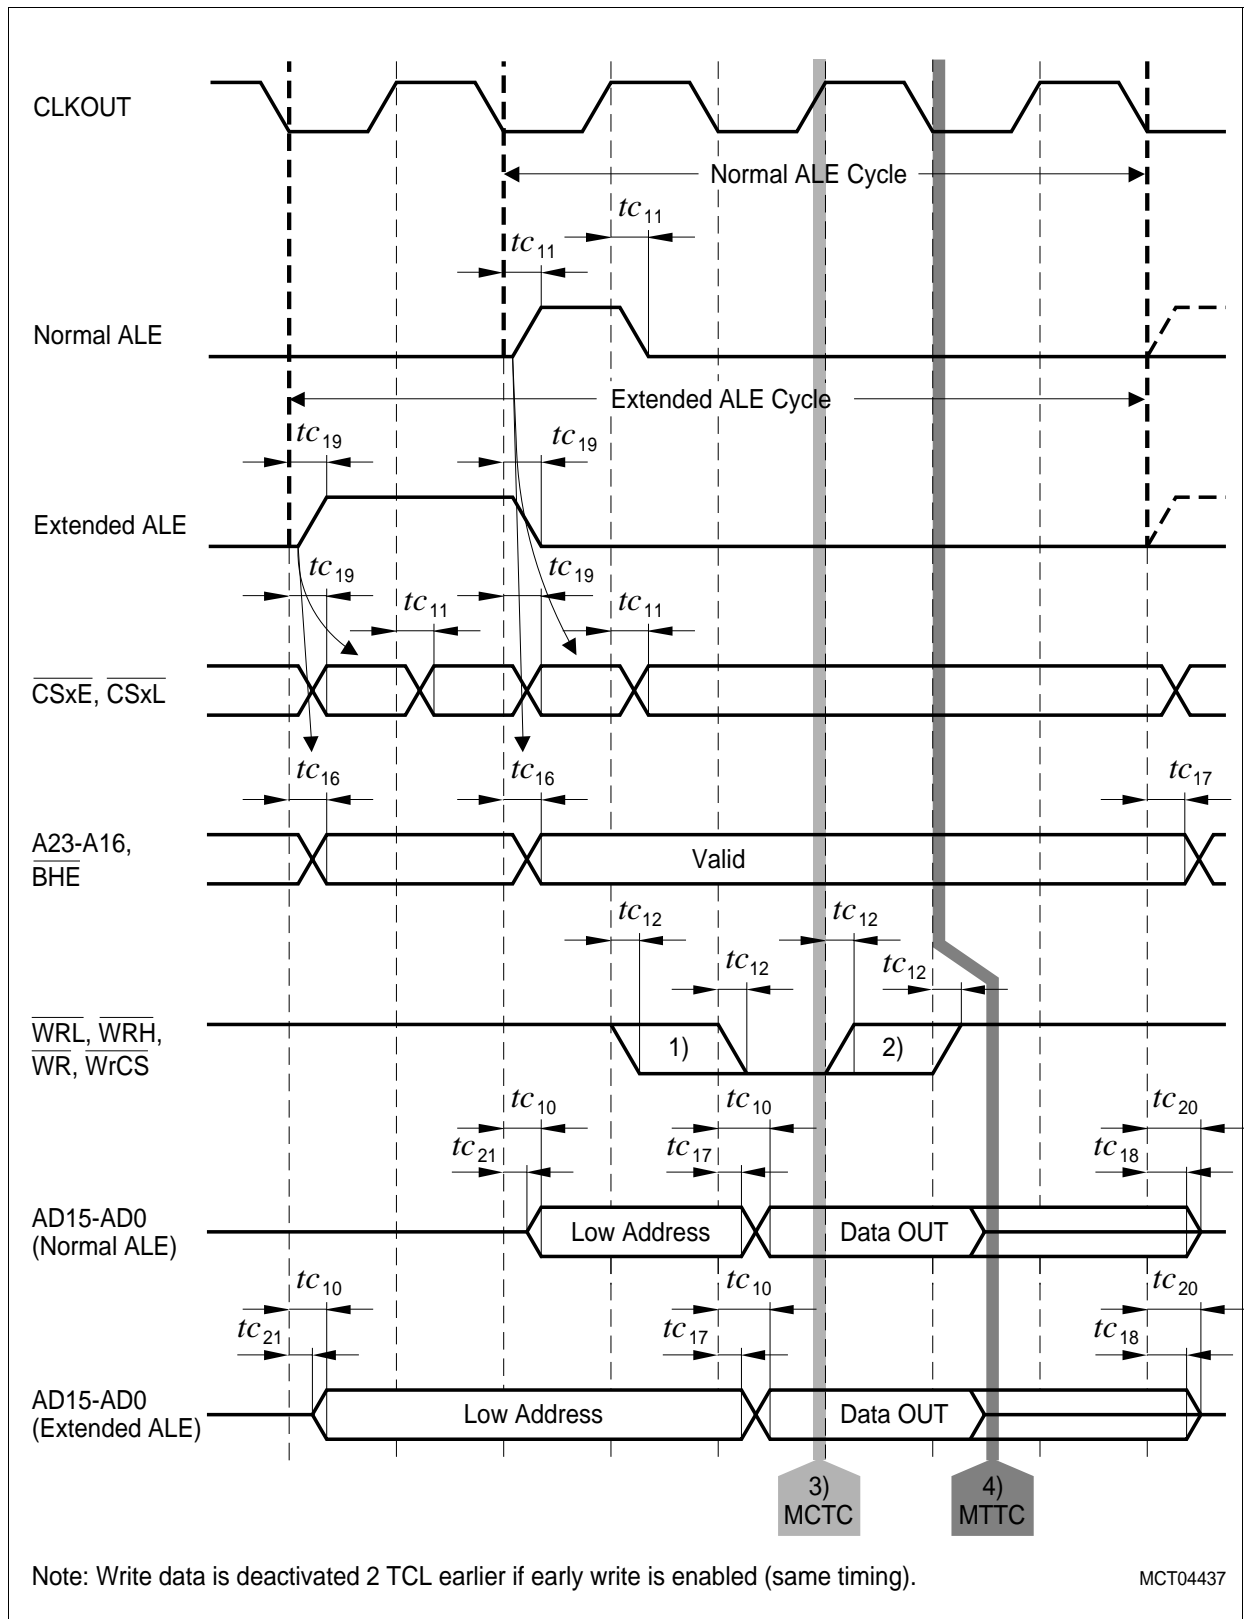 CLKOUT
Normal ALE Cycle
tc11
tc11
Normal ALE
Extended ALE Cycle
tc19
tc19
Extended ALE
tc19
tc19
tc11
tc11
CSxE, CSxL
tc16
tc16
tc17
A23-A16,
BHE
Valid
tc12
tc12
tc12
tc12
WRL, WRH,
WR, WrCS
1)
2)
tc10
tc10
tc20
tc21
tc17
tc18
AD15-AD0
(Normal ALE)
Low Address
Data OUT
tc10
tc10
tc20
tc21
tc17
tc18
AD15-AD0
(Extended ALE)
Low Address
Data OUT
3)
MCTC
4)
MTTC
Note: Write data is deactivated 2 TCL earlier if early write is enabled (same timing).
MCT04437